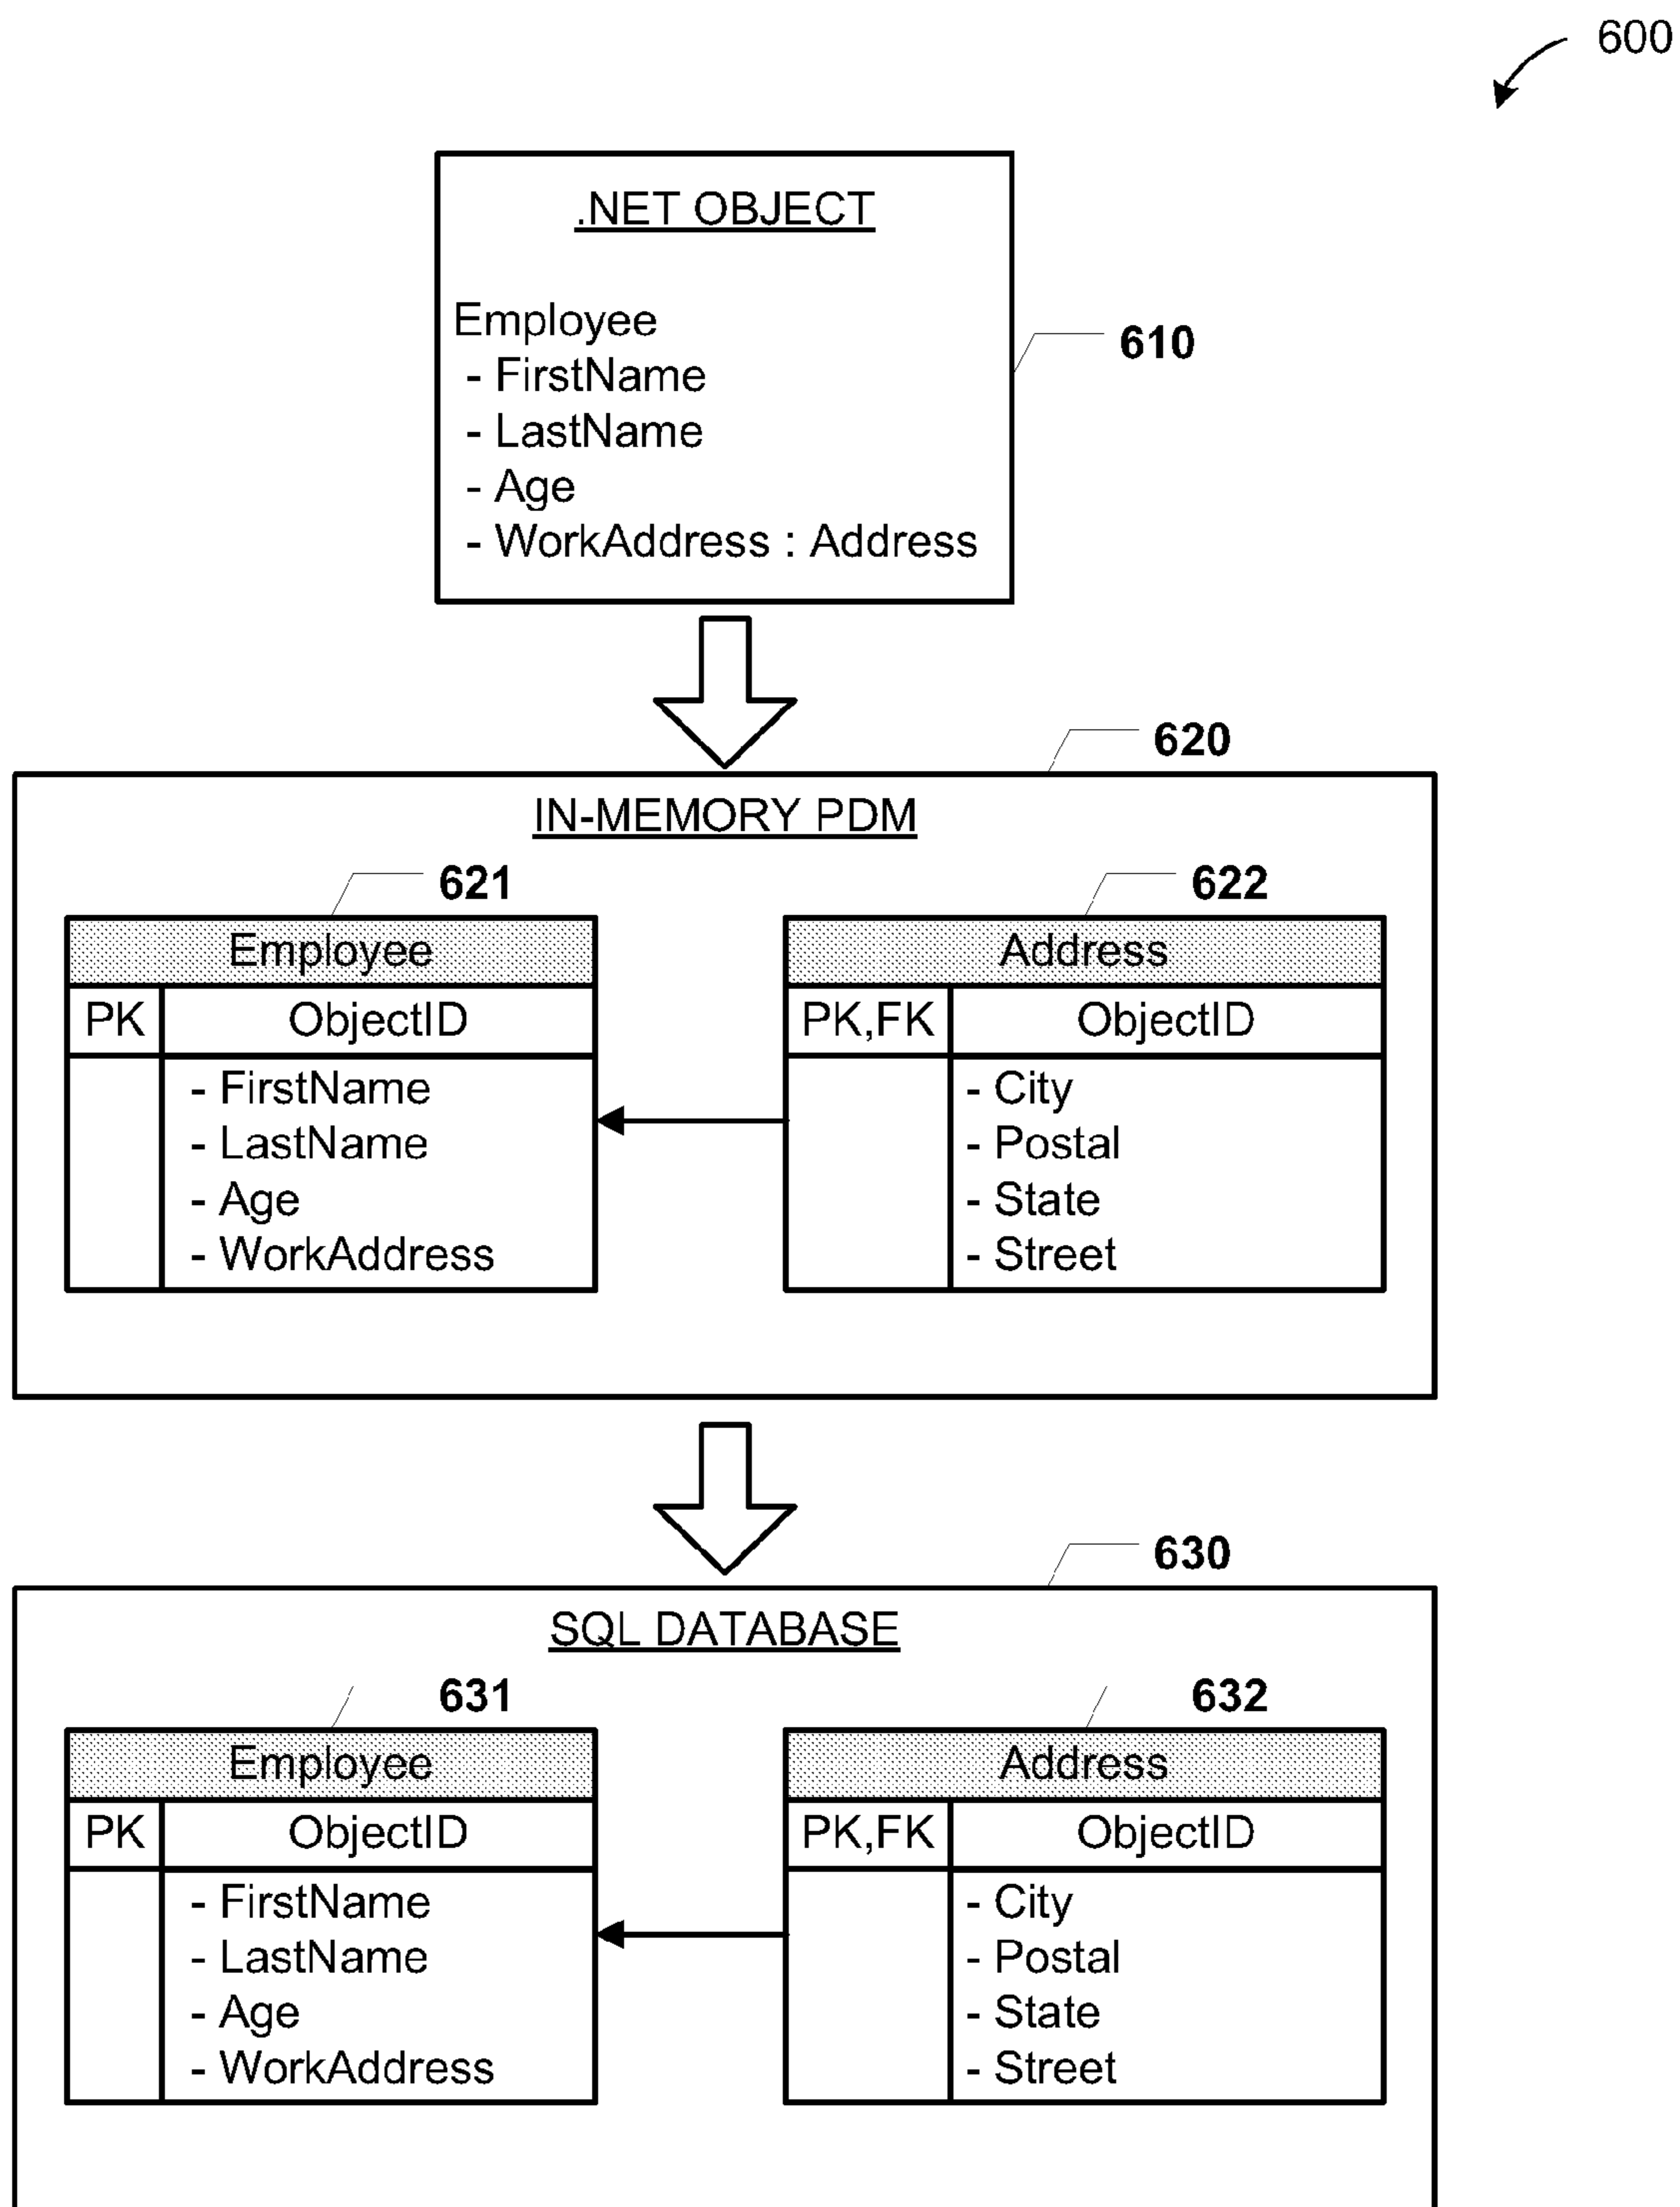 600
.NET OBJECT
Employee
- FirstName
- LastName
- Age
- WorkAddress : Address
610
620
IN-MEMORY PDM
621
622
Employee
Address
PK ObjectID
PK,FK ObjectID
- FirstName
- LastName
- Age
- WorkAddress
- City
- Postal
- State
- Street
630
SQL DATABASE
631
632
Employee
Address
PK ObjectID
PK,FK ObjectID
- FirstName
- LastName
- Age
- WorkAddress
- City
- Postal
- State
- Street